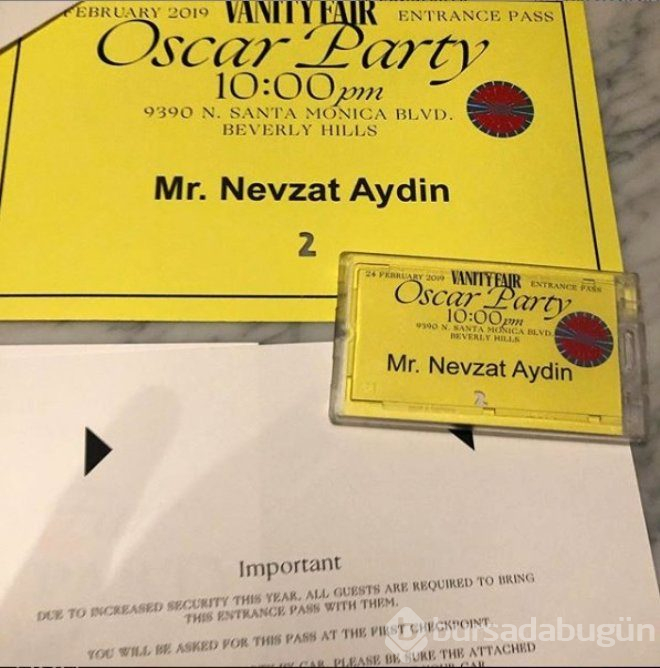 FEBRUARY 2019 VANITY FAIR ENTRANCE PASS
Oscar Party
10:00pm
9390 N. SANTA MONICA BLVD.
BEVERLY HILLS
Mr. Nevzat Aydin
2
24 FEBRUARY 2019 VANITY FAIR ENTRANCE PASS
Oscar Party
10:00pm
9390 N. SANTA MONICA BLVD.
BEVERLY HILLS
Mr. Nevzat Aydin
2
Important
DUE TO INCREASED SECURITY THIS YEAR, ALL GUESTS ARE REQUIRED TO BRING
THIS ENTRANCE PASS WITH THEM.
YOU WILL BE ASKED FOR THIS PASS AT THE FIRST CHECKPOINT
CAR, PLEASE BE SURE THE ATTACHED
bursadabugün